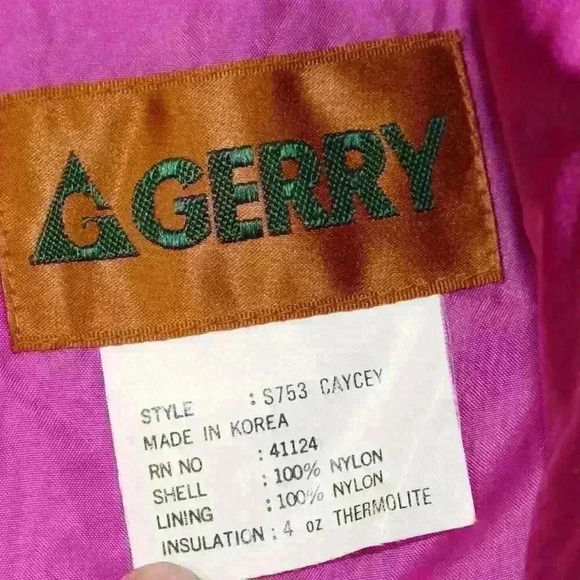 G GERRY
STYLE : S753 CAYCEY
MADE IN KOREA
RN NO : 41124
SHELL : 100% NYLON
LINING : 100% NYLON
INSULATION : 4 oz THERMOLITE